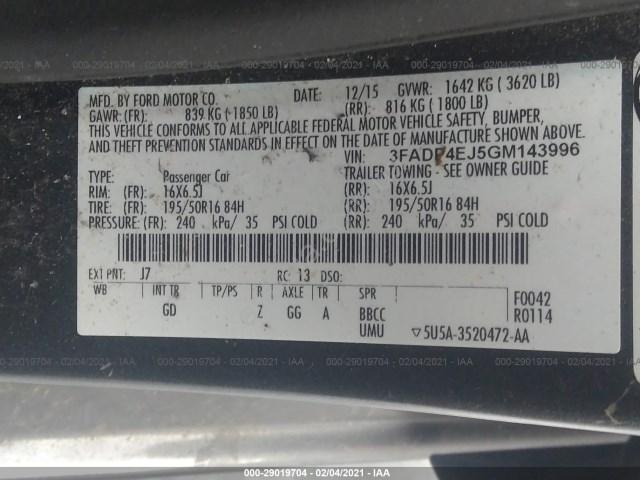 MFD. BY FORD MOTOR CO. DATE: 12/15 GVWR: 1642 KG ( 3620 LB)
GAWR: (FR): 839 KG ( 1850 LB) (RR): 816 KG ( 1800 LB)
THIS VEHICLE CONFORMS TO ALL APPLICABLE FEDERAL MOTOR VEHICLE SAFETY, BUMPER,
AND THEFT PREVENTION STANDARDS IN EFFECT ON THE DATE OF MANUFACTURE SHOWN ABOVE.
VIN: 3FADP4EJ5GM143996
TYPE: Passenger Car TRAILER TOWING - SEE OWNER GUIDE
RIM: (FR): 16X6.5J (RR): 16X6.5J
TIRE: (FR): 195/50R16 84H (RR): 195/50R16 84H
PRESSURE: (FR): 240 kPa/ 35 PSI COLD (RR): 240 kPa/ 35 PSI COLD
EXT PNT: J7 RC: 13 DSO:
WB INT TR TP/PS R AXLE TR SPR F0042
GD Z GG A BBCC R0114
UMU ▽5U5A-3520472-AA
000-29019704 - 02/04/2021 - IAA